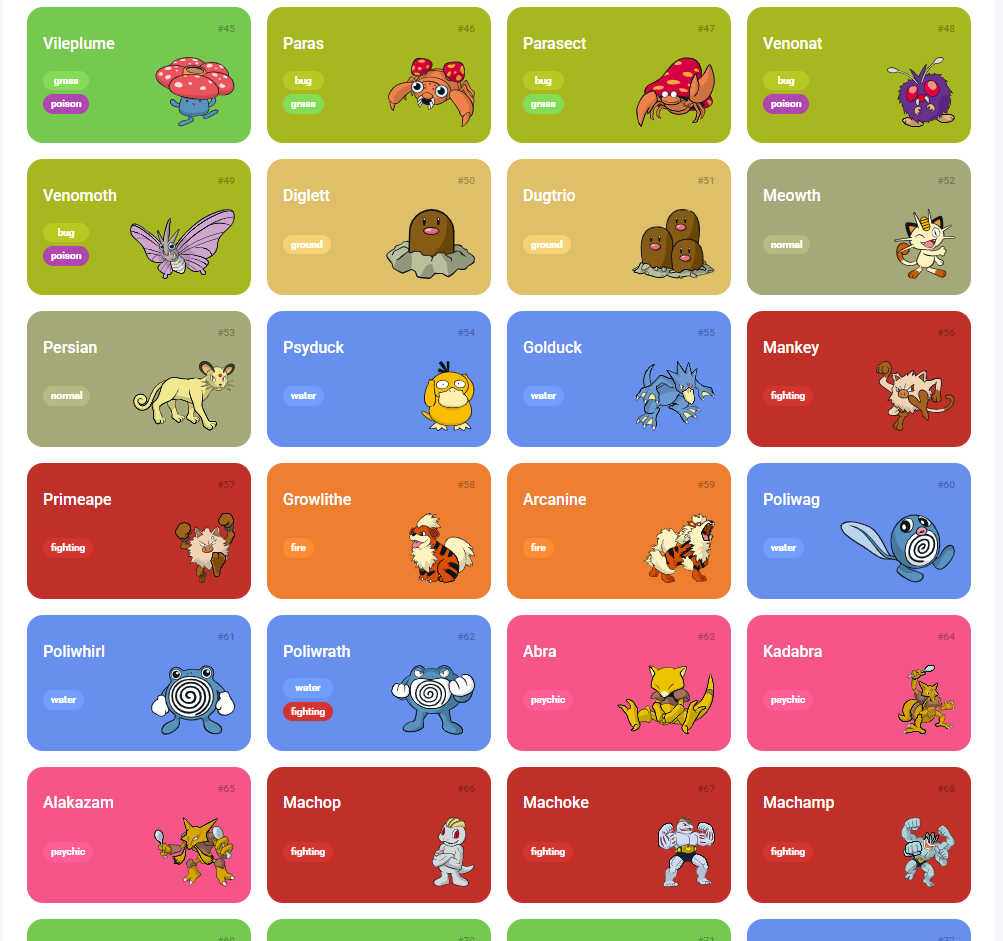 #45
Vileplume
grass
poison
#46
Paras
bug
grass
#47
Parasect
bug
grass
#48
Venonat
bug
poison
#49
Venomoth
bug
poison
#50
Diglett
ground
#51
Dugtrio
ground
#52
Meowth
normal
#53
Persian
normal
#54
Psyduck
water
#55
Golduck
water
#56
Mankey
fighting
#57
Primeape
fighting
#58
Growlithe
fire
#59
Arcanine
fire
#60
Poliwag
water
#61
Poliwhirl
water
#62
Poliwrath
water
fighting
#63
Abra
psychic
#64
Kadabra
psychic
#65
Alakazam
psychic
#66
Machop
fighting
#67
Machoke
fighting
#68
Machamp
fighting
#69
#70
#71
#72